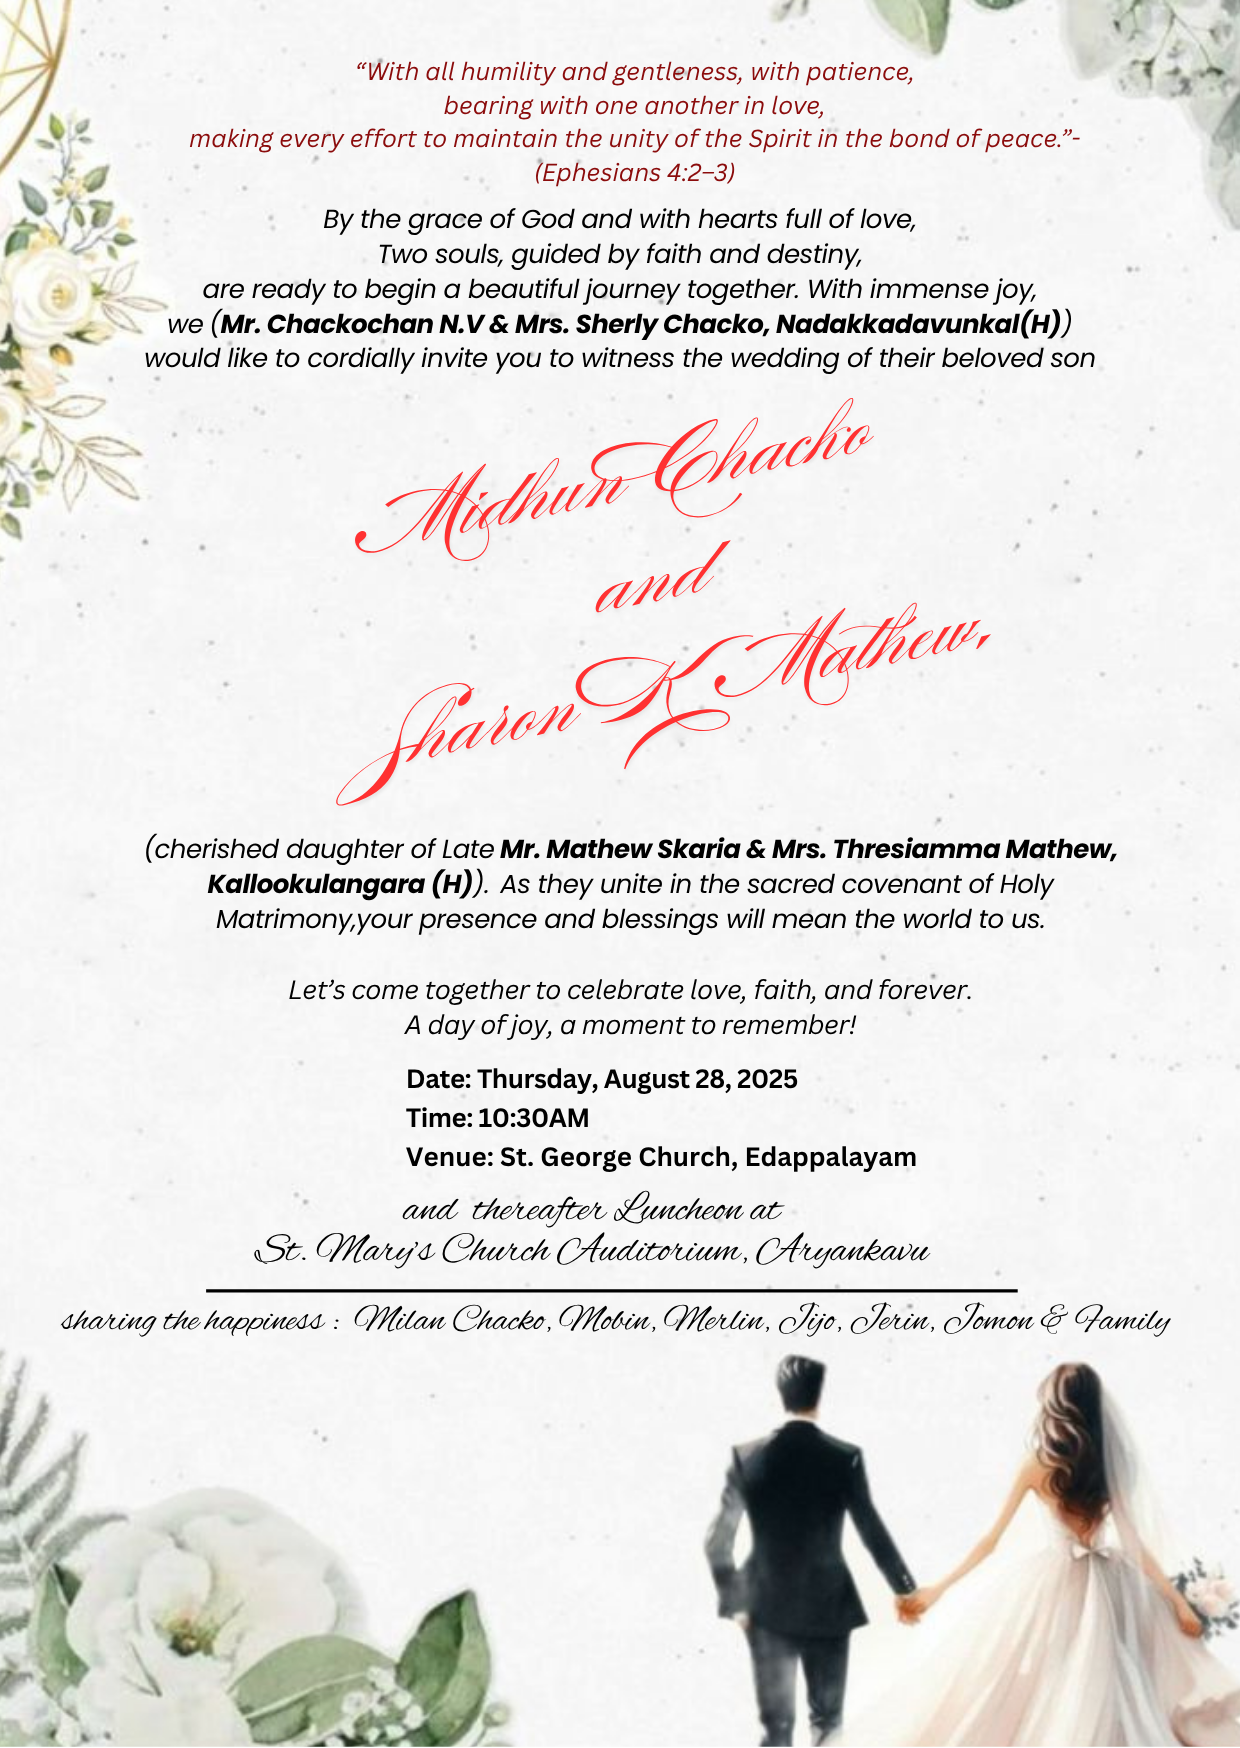 “With all humility and gentleness, with patience,
bearing with one another in love,
making every effort to maintain the unity of the Spirit in the bond of peace.”-
(Ephesians 4:2–3)
By the grace of God and with hearts full of love,
Two souls, guided by faith and destiny,
are ready to begin a beautiful journey together. With immense joy,
we (Mr. Chackochan N.V & Mrs. Sherly Chacko, Nadakkadavunkal(H))
would like to cordially invite you to witness the wedding of their beloved son
Midhun Chacko
and
Sharon K Mathew,
(cherished daughter of Late Mr. Mathew Skaria & Mrs. Thresiamma Mathew,
Kallookulangara (H)). As they unite in the sacred covenant of Holy
Matrimony,your presence and blessings will mean the world to us.
Let’s come together to celebrate love, faith, and forever.
A day of joy, a moment to remember!
Date: Thursday, August 28, 2025
Time: 10:30AM
Venue: St. George Church, Edappalayam
and thereafter Luncheon at
St. Mary's Church Auditorium, Aryankavu
sharing the happiness : Milan Chacko, Mobin, Merlin, Jijo, Jerin, Jomon & Family